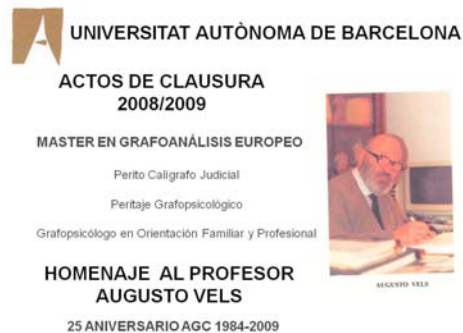 UNIVERSITAT AUTÒNOMA DE BARCELONA
ACTOS DE CLAUSURA
2008/2009
MASTER EN GRAFOANÁLISIS EUROPEO
Perito Calígrafo Judicial
Peritaje Grafopsicológico
Grafopsicólogo en Orientación Familiar y Profesional
HOMENAJE AL PROFESOR
AUGUSTO VELS
25 ANIVERSARIO AGC 1984-2009
AUGUSTO VELS